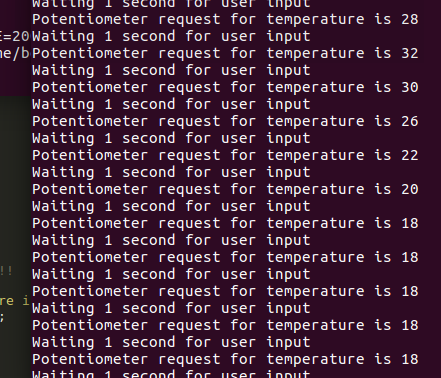 Waiting 1 second for user input
Potentiometer request for temperature is 28
Waiting 1 second for user input
E=20
Potentiometer request for temperature is 32
me/b
Waiting 1 second for user input
Potentiometer request for temperature is 30
Waiting 1 second for user input
Potentiometer request for temperature is 26
Waiting 1 second for user input
Potentiometer request for temperature is 22
Waiting 1 second for user input
Potentiometer request for temperature is 20
Waiting 1 second for user input
Potentiometer request for temperature is 18
Waiting 1 second for user input
Potentiometer request for temperature is 18
!!
Waiting 1 second for user input
Potentiometer request for temperature is 18
re i
Waiting 1 second for user input
;
Potentiometer request for temperature is 18
Waiting 1 second for user input
Potentiometer request for temperature is 18
Waiting 1 second for user input